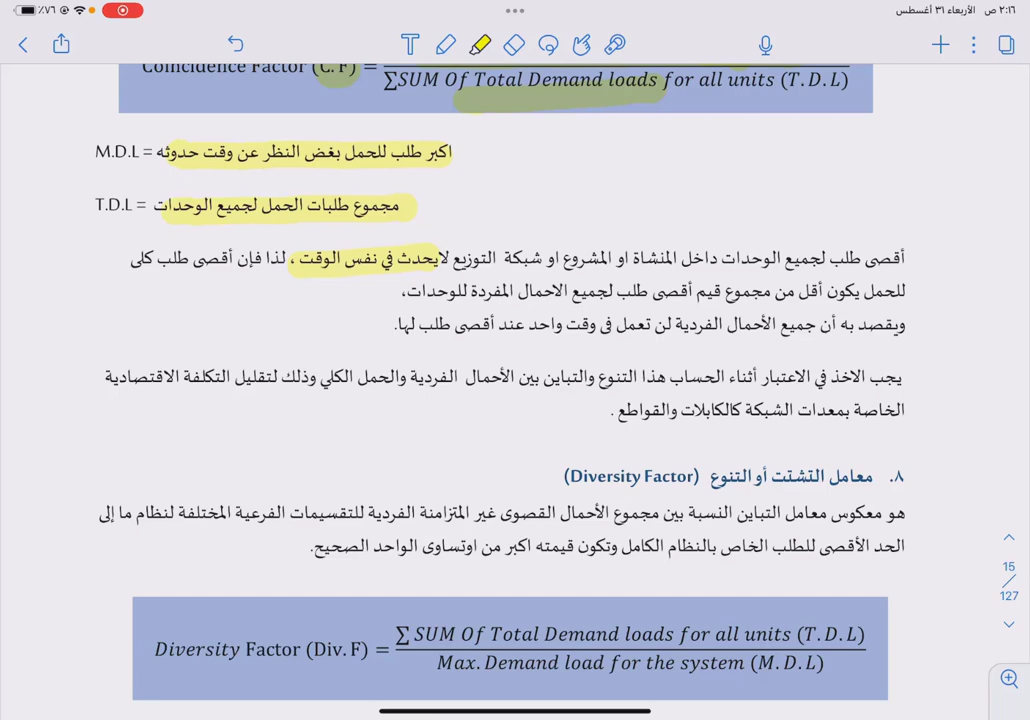 ٢:١٦ ص الأربعاء ٣١ أغسطس
٪٧٦
Coincidence Factor (C.F) =
∑SUM Of Total Demand loads for all units (T.D.L)
M.D.L = اكبر طلب للحمل بغض النظر عن وقت حدوثه
T.D.L = مجموع طلبات الحمل لجميع الوحدات
أقصى طلب لجميع الوحدات داخل المنشاة او المشروع او شبكة التوزيع لايحدث في نفس الوقت ، لذا فإن أقصى طلب كلى
للحمل يكون أقل من مجموع قيم أقصى طلب لجميع الاحمال المفردة للوحدات،
ويقصد به أن جميع الأحمال الفردية لن تعمل فى وقت واحد عند أقصى طلب لها.
يجب الاخذ في الاعتبار أثناء الحساب هذا التنوع والتباين بين الأحمال الفردية والحمل الكلي وذلك لتقليل التكلفة الاقتصادية
الخاصة بمعدات الشبكة كالكابلات والقواطع .
٨. معامل التشتت أو التنوع (Diversity Factor)
هو معكوس معامل التباين النسبة بين مجموع الأحمال القصوى غير المتزامنة الفردية للتقسيمات الفرعية المختلفة لنظام ما إلى
الحد الأقصى للطلب الخاص بالنظام الكامل وتكون قيمته اكبر من اوتساوى الواحد الصحيح.
Diversity Factor (Div. F) = ∑ SUM Of Total Demand loads for all units (T.D.L)
Max. Demand load for the system (M.D.L)
15
127